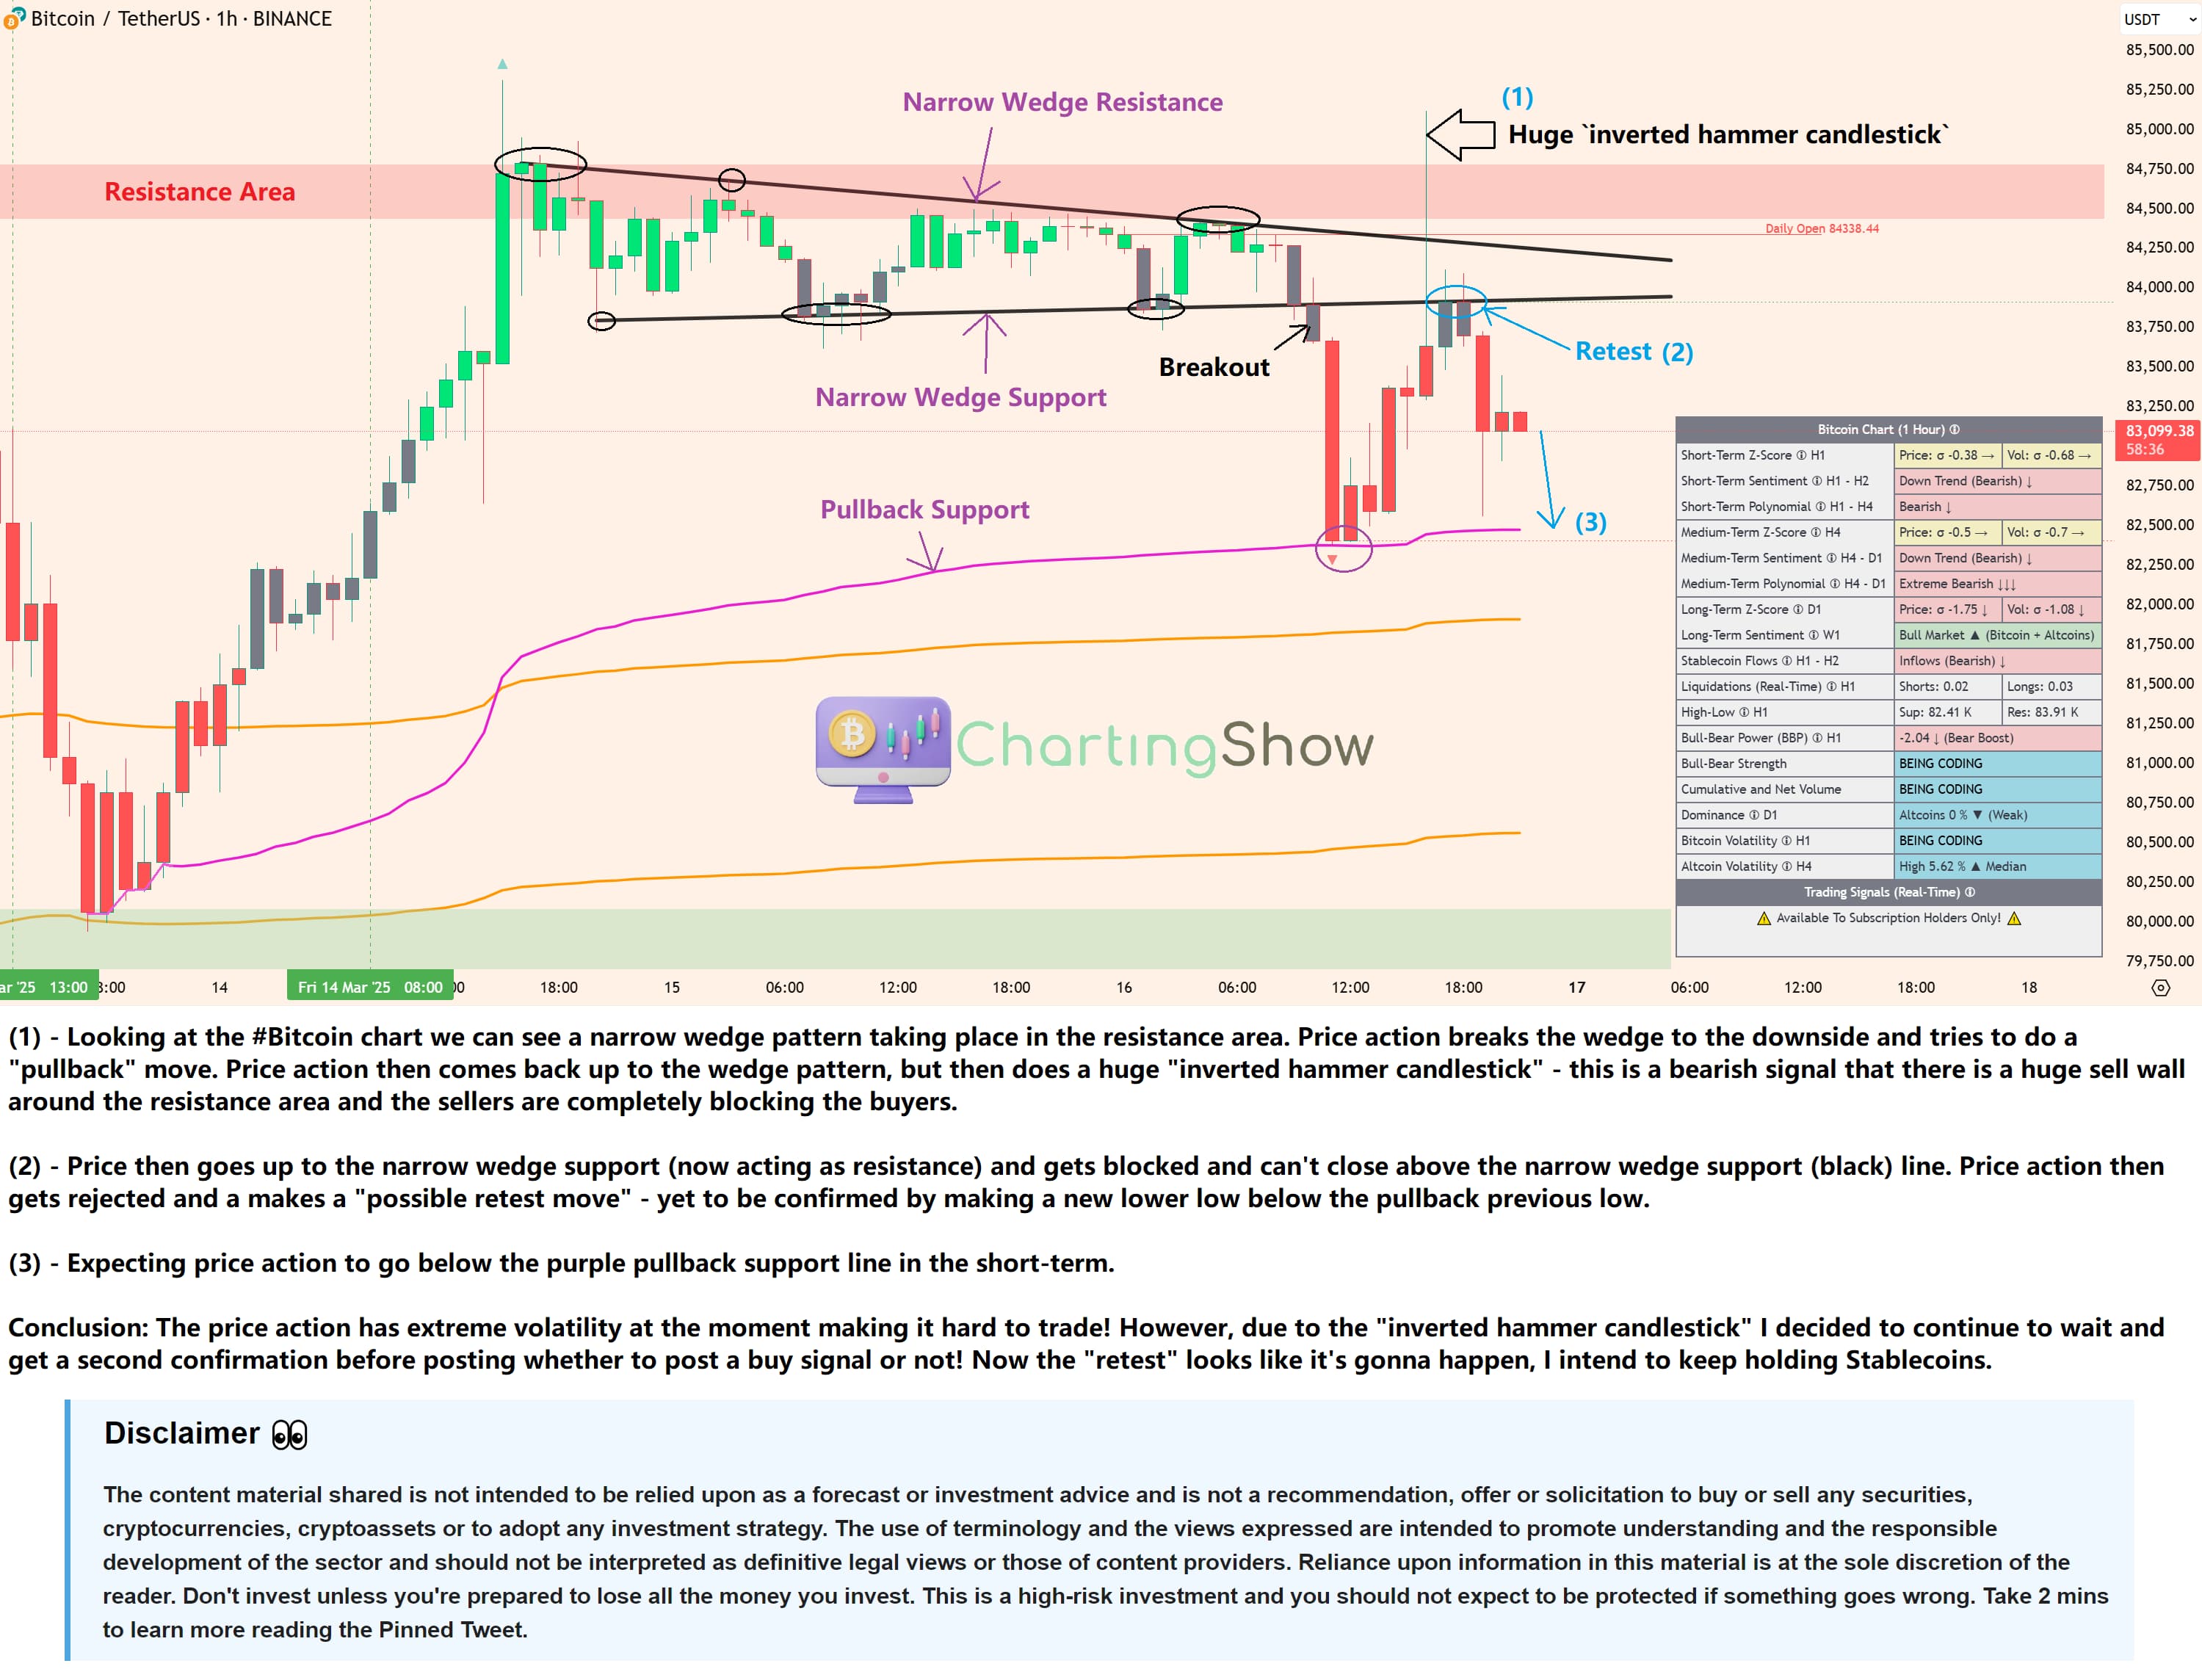 Bitcoin / TetherUS · 1h · BINANCE
USDT
85,500.00
85,250.00
85,000.00
84,750.00
84,500.00
84,250.00
84,000.00
83,750.00
83,500.00
83,250.00
83,099.38
58:36
82,750.00
82,500.00
82,250.00
82,000.00
81,750.00
81,500.00
81,250.00
81,000.00
80,750.00
80,500.00
80,250.00
80,000.00
79,750.00
Narrow Wedge Resistance
(1)
Huge `inverted hammer candlestick`
Resistance Area
Daily Open 84338.44
Retest (2)
Breakout
Narrow Wedge Support
Pullback Support
(3)
ChartingShow
Bitcoin Chart (1 Hour) ⓘ
Short-Term Z-Score ⓘ H1 Price: σ -0.38 → Vol: σ -0.68 →
Short-Term Sentiment ⓘ H1 - H2 Down Trend (Bearish) ↓
Short-Term Polynomial ⓘ H1 - H4 Bearish ↓
Medium-Term Z-Score ⓘ H4 Price: σ -0.5 → Vol: σ -0.7 →
Medium-Term Sentiment ⓘ H4 - D1 Down Trend (Bearish) ↓
Medium-Term Polynomial ⓘ H4 - D1 Extreme Bearish ↓↓↓
Long-Term Z-Score ⓘ D1 Price: σ -1.75 ↓ Vol: σ -1.08 ↓
Long-Term Sentiment ⓘ W1 Bull Market ▲ (Bitcoin + Altcoins)
Stablecoin Flows ⓘ H1 - H2 Inflows (Bearish) ↓
Liquidations (Real-Time) ⓘ H1 Shorts: 0.02 Longs: 0.03
High-Low ⓘ H1 Sup: 82.41 K Res: 83.91 K
Bull-Bear Power (BBP) ⓘ H1 -2.04 ↓ (Bear Boost)
Bull-Bear Strength BEING CODING
Cumulative and Net Volume BEING CODING
Dominance ⓘ D1 Altcoins 0 % ▼ (Weak)
Bitcoin Volatility ⓘ H1 BEING CODING
Altcoin Volatility ⓘ H4 High 5.62 % ▲ Median
Trading Signals (Real-Time) ⓘ
⚠ Available To Subscription Holders Only! ⚠
ar '25 13:00 3:00 14 Fri 14 Mar '25 08:00 00 18:00 15 06:00 12:00 18:00 16 06:00 12:00 18:00 17 06:00 12:00 18:00 18
(1) - Looking at the #Bitcoin chart we can see a narrow wedge pattern taking place in the resistance area. Price action breaks the wedge to the downside and tries to do a
"pullback" move. Price action then comes back up to the wedge pattern, but then does a huge "inverted hammer candlestick" - this is a bearish signal that there is a huge sell wall
around the resistance area and the sellers are completely blocking the buyers.
(2) - Price then goes up to the narrow wedge support (now acting as resistance) and gets blocked and can't close above the narrow wedge support (black) line. Price action then
gets rejected and a makes a "possible retest move" - yet to be confirmed by making a new lower low below the pullback previous low.
(3) - Expecting price action to go below the purple pullback support line in the short-term.
Conclusion: The price action has extreme volatility at the moment making it hard to trade! However, due to the "inverted hammer candlestick" I decided to continue to wait and
get a second confirmation before posting whether to post a buy signal or not! Now the "retest" looks like it's gonna happen, I intend to keep holding Stablecoins.
Disclaimer 👀
The content material shared is not intended to be relied upon as a forecast or investment advice and is not a recommendation, offer or solicitation to buy or sell any securities,
cryptocurrencies, cryptoassets or to adopt any investment strategy. The use of terminology and the views expressed are intended to promote understanding and the responsible
development of the sector and should not be interpreted as definitive legal views or those of content providers. Reliance upon information in this material is at the sole discretion of the
reader. Don't invest unless you're prepared to lose all the money you invest. This is a high-risk investment and you should not expect to be protected if something goes wrong. Take 2 mins
to learn more reading the Pinned Tweet.